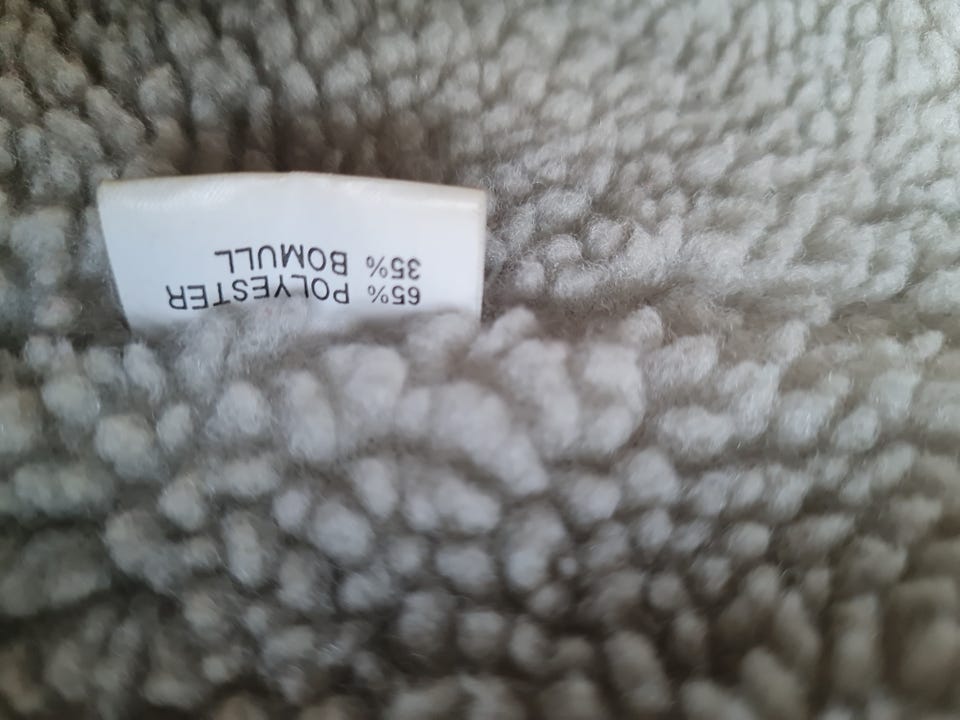 65% POLYESTER
35% BOMULL